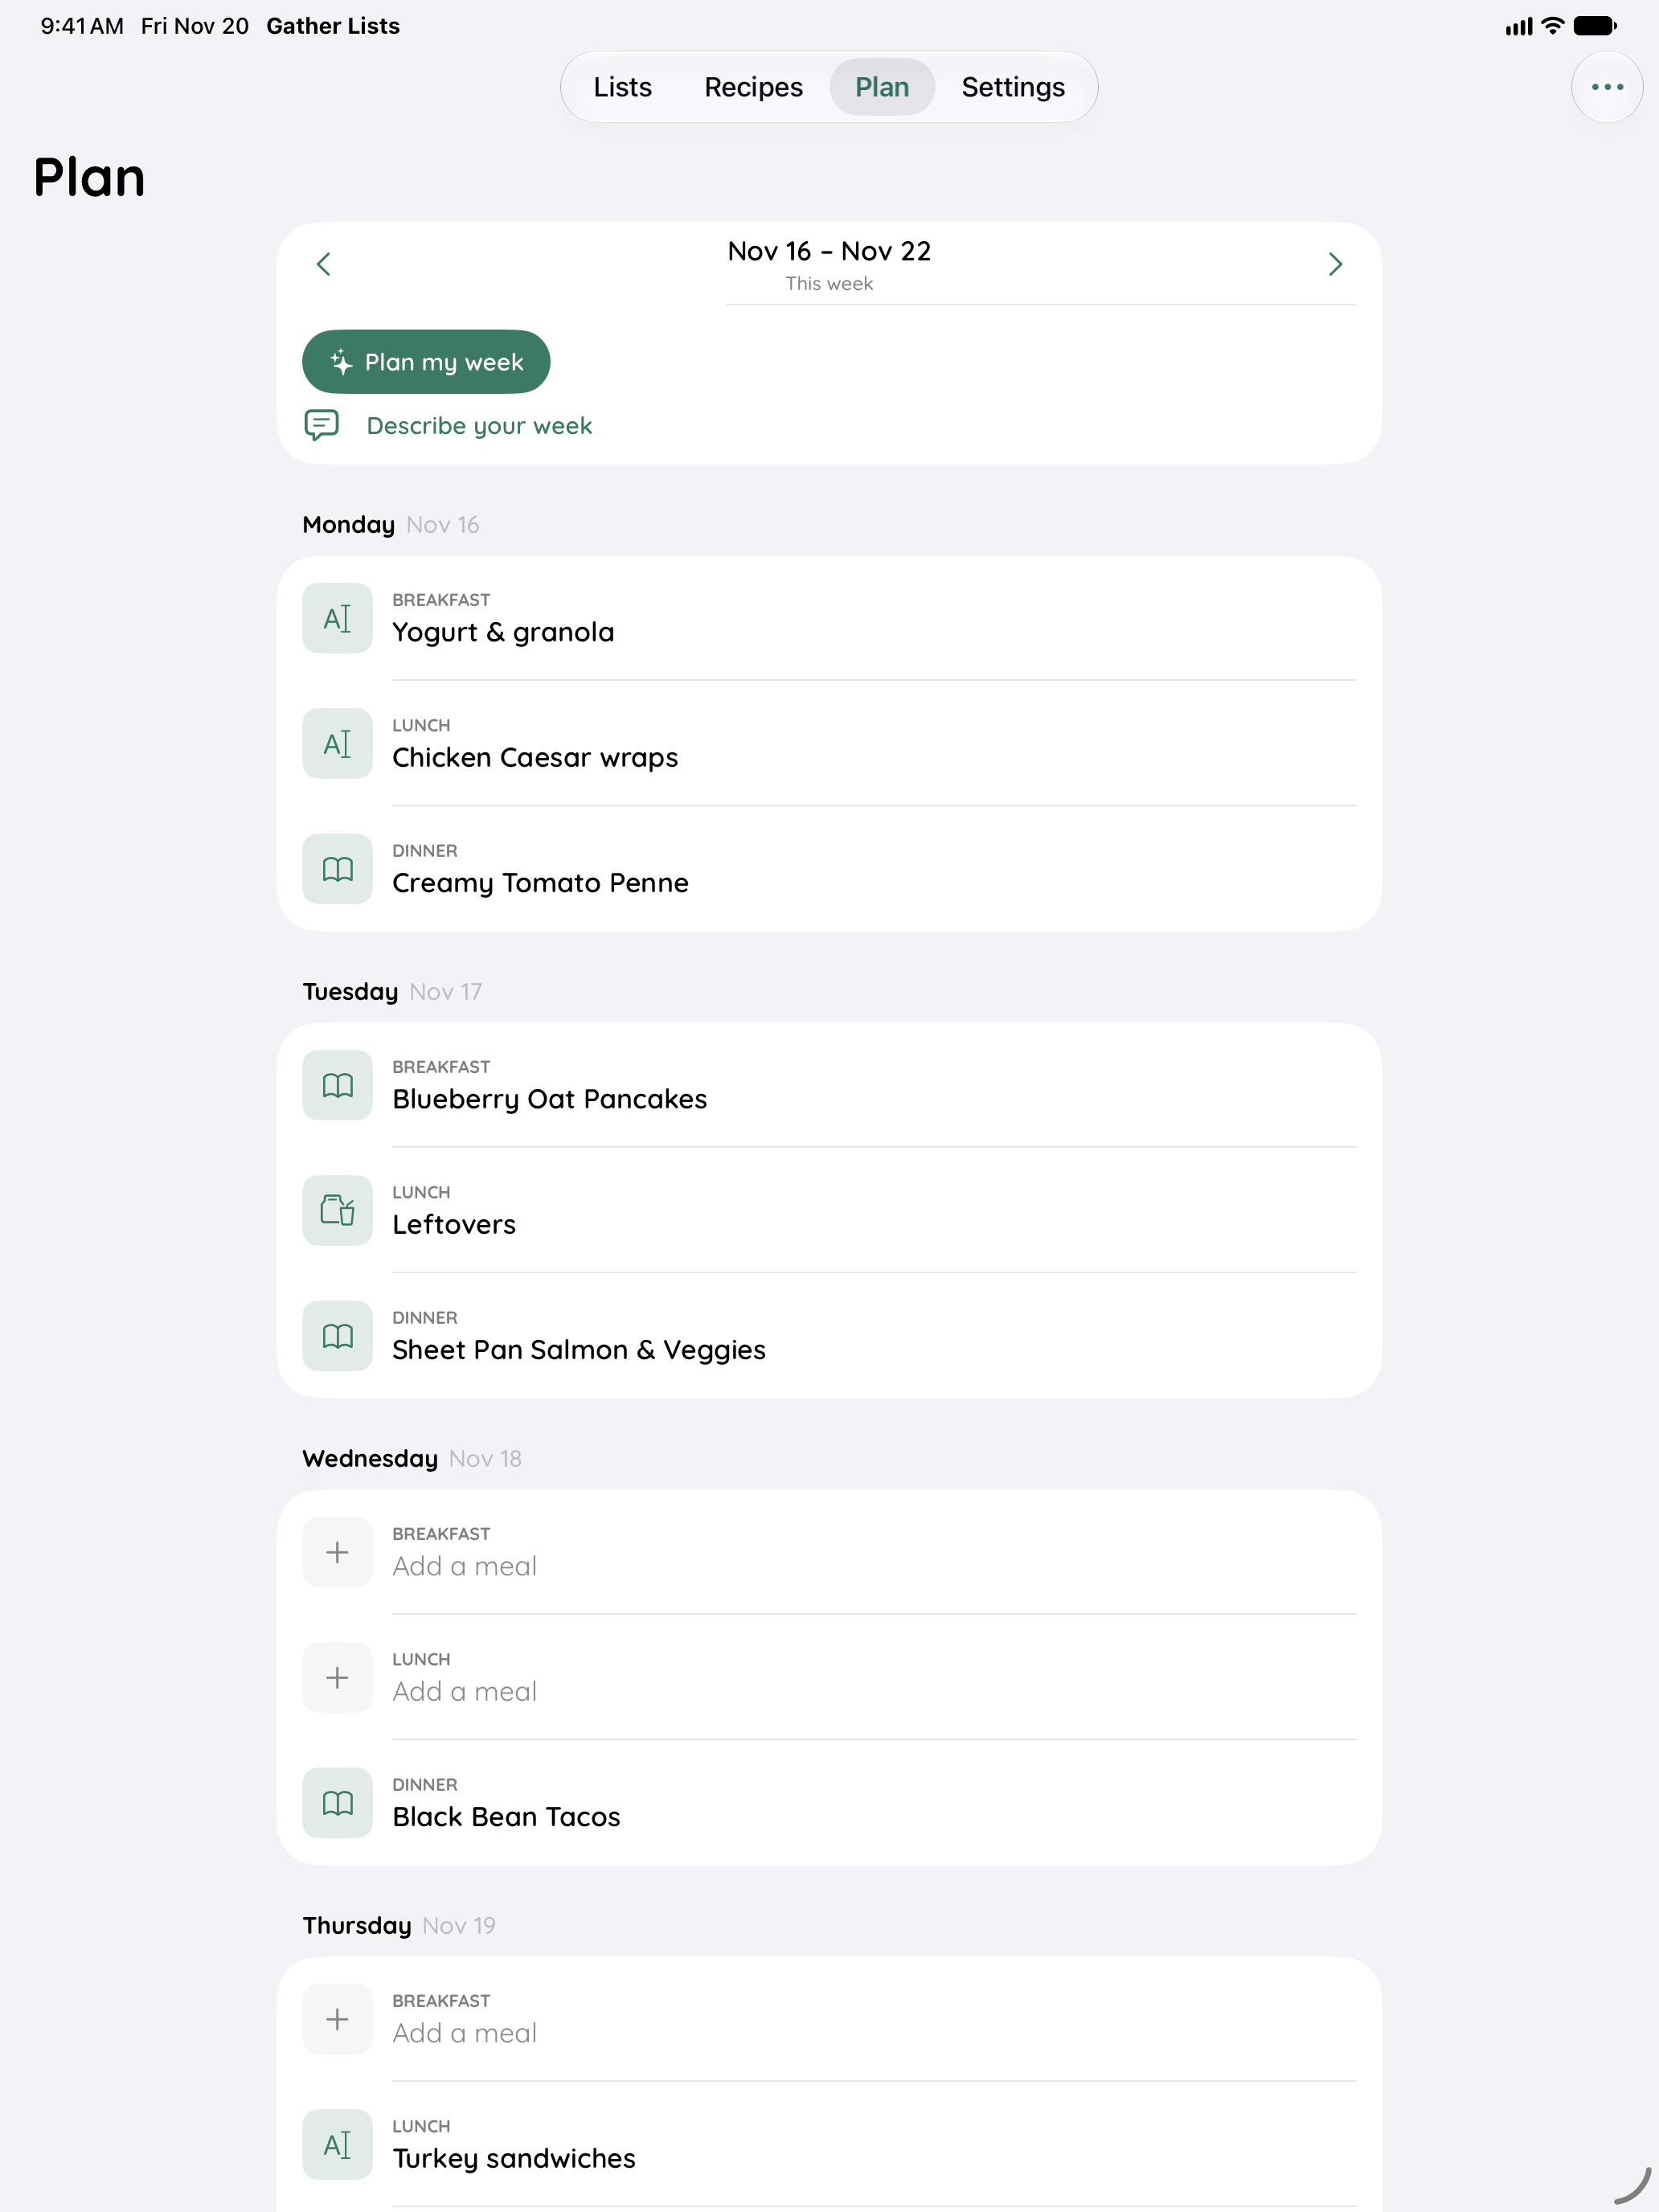 9:41 AM Fri Nov 20 Gather Lists
Lists Recipes Plan Settings
Plan
Nov 16 – Nov 22
This week
Plan my week
Describe your week
Monday Nov 16
BREAKFAST
Yogurt & granola
LUNCH
Chicken Caesar wraps
DINNER
Creamy Tomato Penne
Tuesday Nov 17
BREAKFAST
Blueberry Oat Pancakes
LUNCH
Leftovers
DINNER
Sheet Pan Salmon & Veggies
Wednesday Nov 18
BREAKFAST
Add a meal
LUNCH
Add a meal
DINNER
Black Bean Tacos
Thursday Nov 19
BREAKFAST
Add a meal
LUNCH
Turkey sandwiches